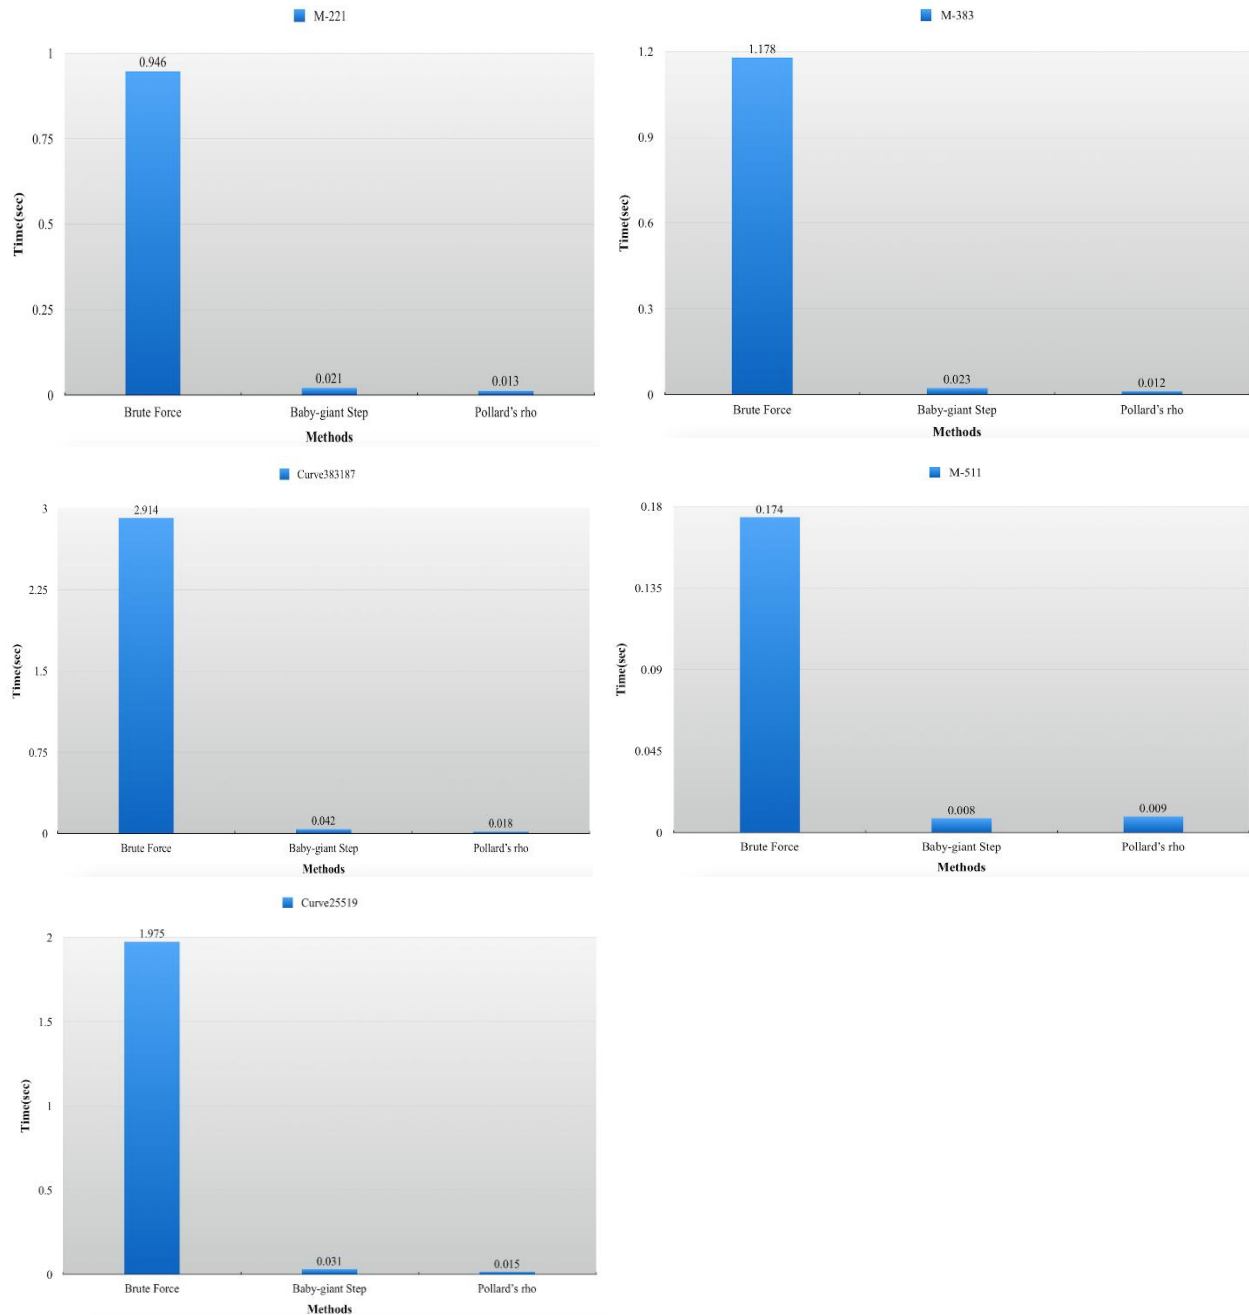 M-221
1
0.946
0.75
0.5
0.25
0.021
0.013
0
Time(sec)
Brute Force Baby-giant Step Pollard's rho
Methods
M-383
1.2
1.178
0.9
0.6
0.3
0.023
0.012
0
Time(sec)
Brute Force Baby-giant Step Pollard's rho
Methods
Curve383187
3
2.914
2.25
1.5
0.75
0.042
0.018
0
Time(sec)
Brute Force Baby-giant Step Pollard's rho
Methods
M-511
0.18
0.174
0.135
0.09
0.045
0.008
0.009
0
Time(sec)
Brute Force Baby-giant Step Pollard's rho
Methods
Curve25519
2
1.975
1.5
1
0.5
0.031
0.015
0
Time(sec)
Brute Force Baby-giant Step Pollard's rho
Methods